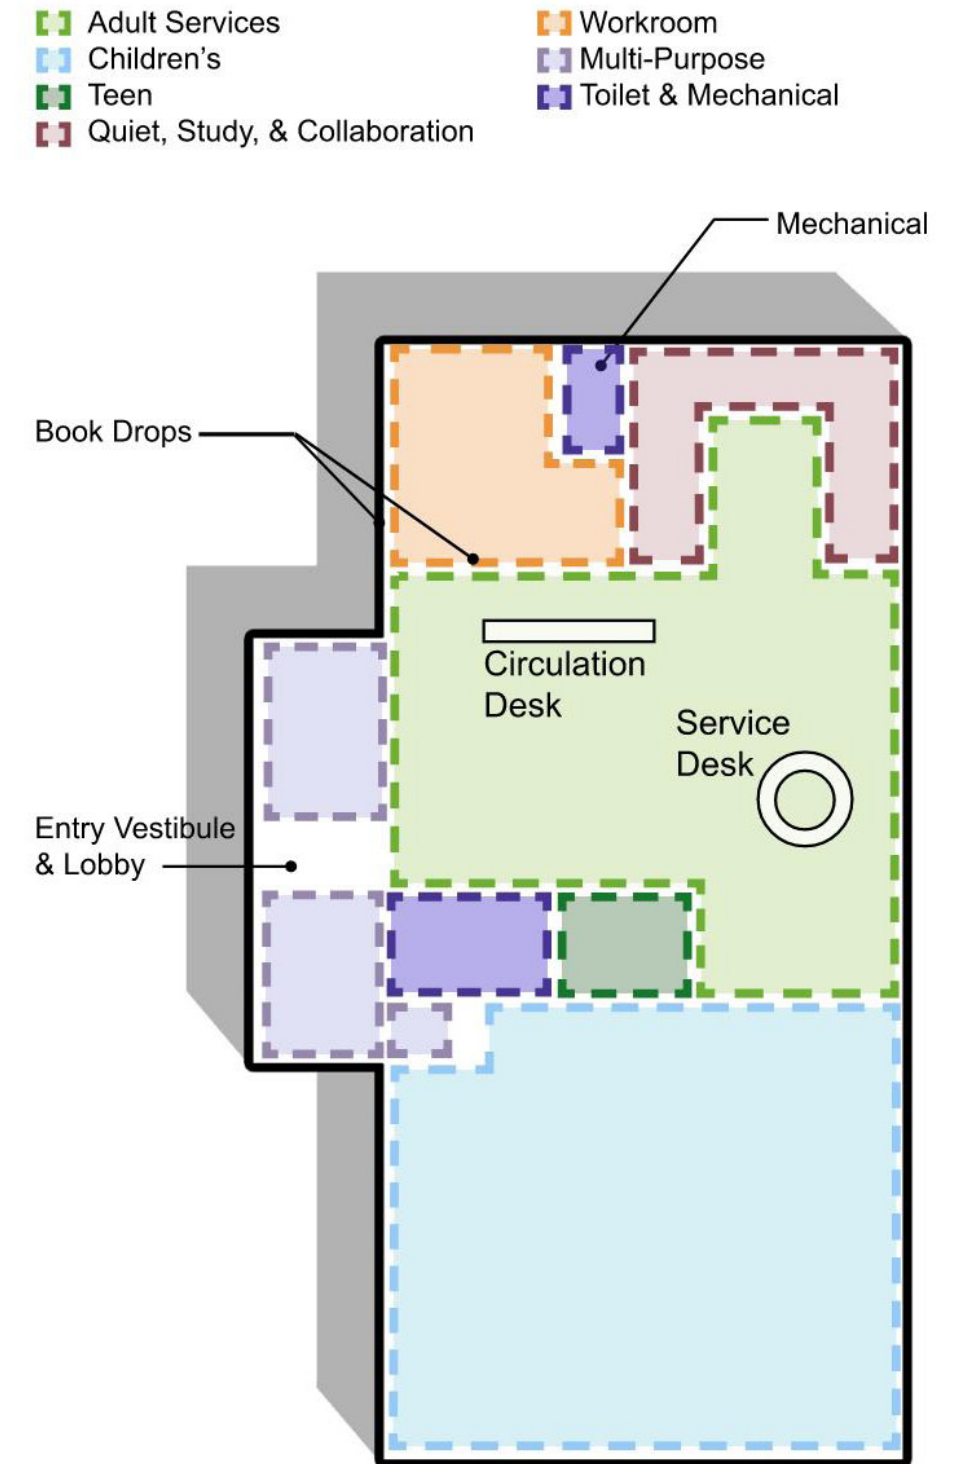 Adult Services
Children's
Teen
Quiet, Study, & Collaboration
Workroom
Multi-Purpose
Toilet & Mechanical
Mechanical
Book Drops
Circulation
Desk
Service
Desk
Entry Vestibule
& Lobby